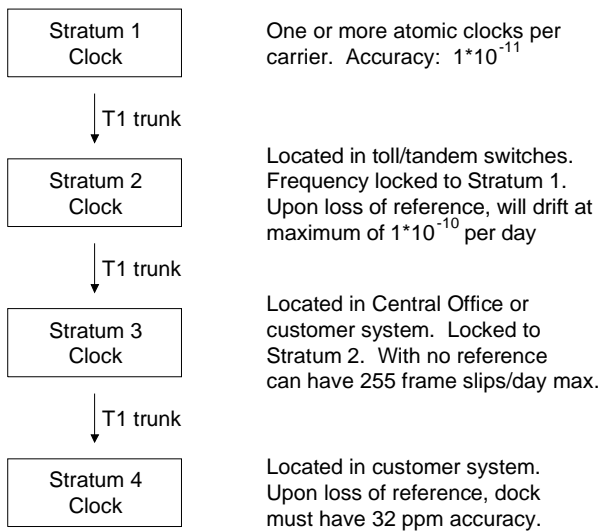 Stratum 1
Clock
One or more atomic clocks per
carrier. Accuracy: 1*10^-11
T1 trunk
Stratum 2
Clock
Located in toll/tandem switches.
Frequency locked to Stratum 1.
Upon loss of reference, will drift at
maximum of 1*10^-10 per day
T1 trunk
Stratum 3
Clock
Located in Central Office or
customer system. Locked to
Stratum 2. With no reference
can have 255 frame slips/day max.
T1 trunk
Stratum 4
Clock
Located in customer system.
Upon loss of reference, dock
must have 32 ppm accuracy.